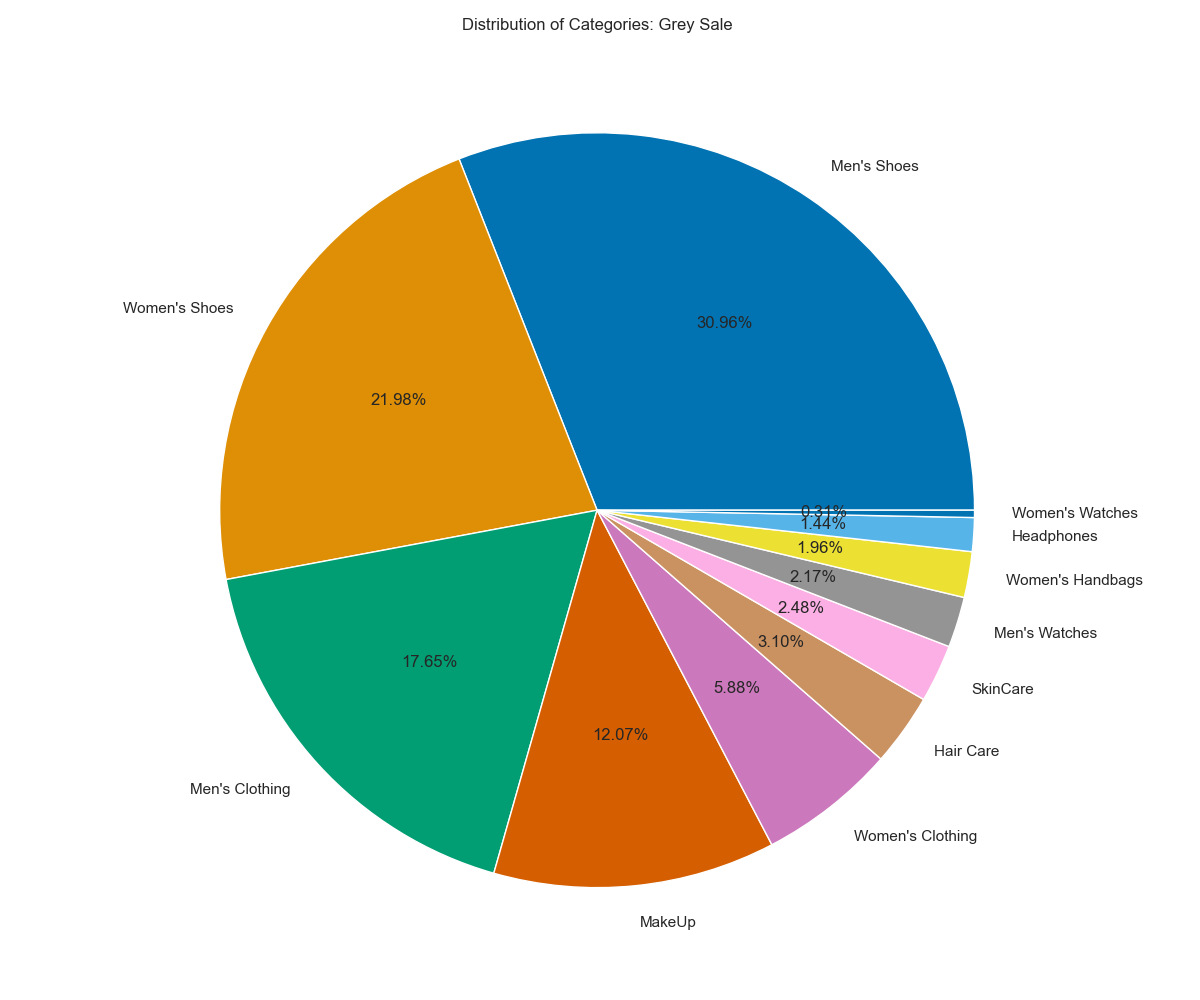 Distribution of Categories: Grey Sale
Men's Shoes
30.96%
Women's Shoes
21.98%
Men's Clothing
17.65%
MakeUp
12.07%
Women's Clothing
5.88%
Hair Care
3.10%
SkinCare
2.48%
Men's Watches
2.17%
Women's Handbags
1.96%
Headphones
1.44%
Women's Watches
0.31%